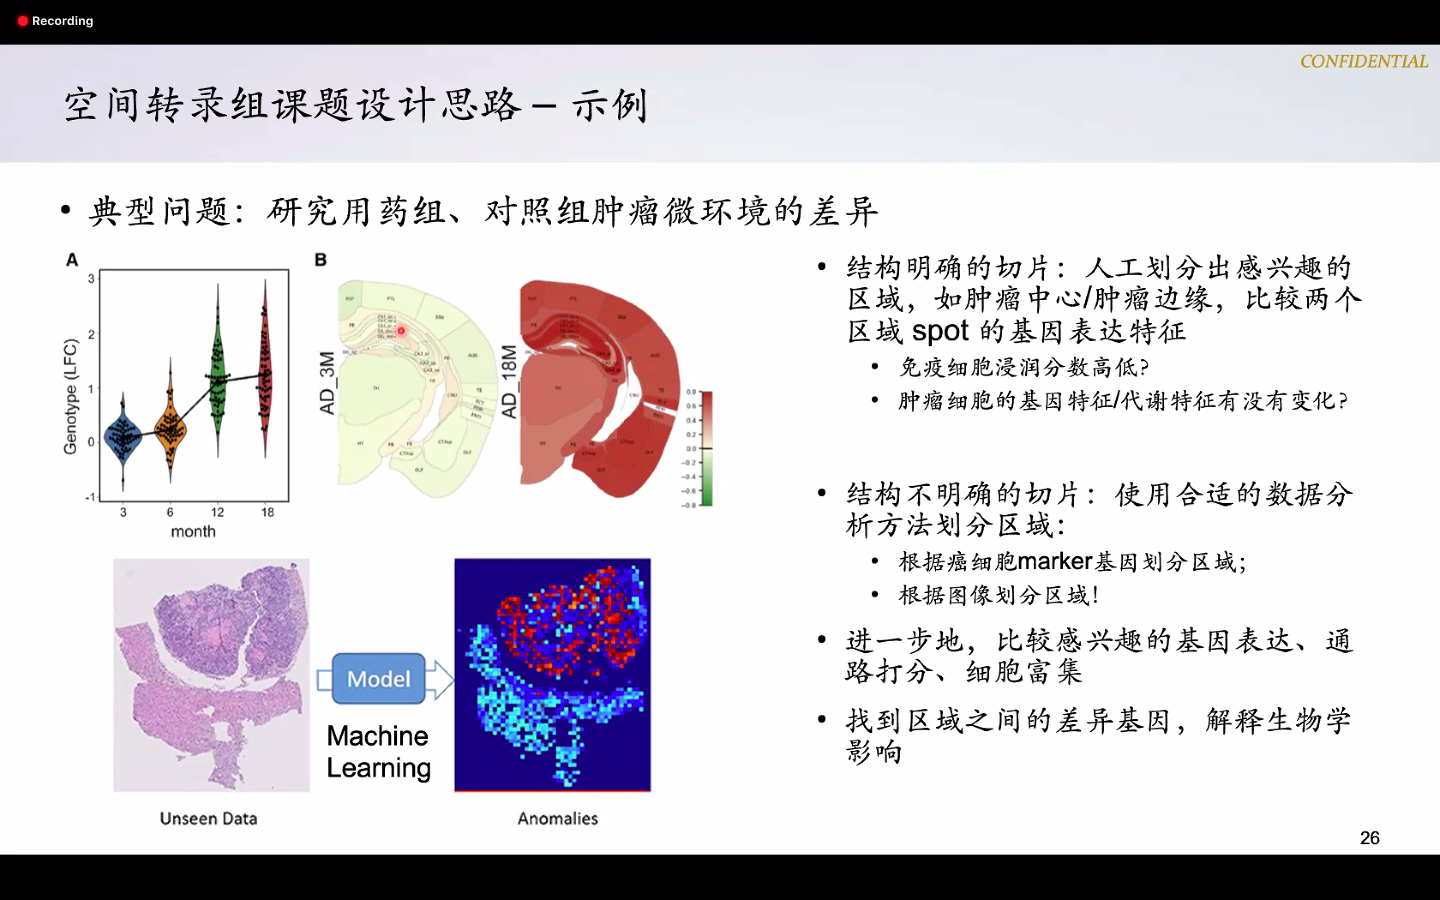 Recording
CONFIDENTIAL
空间转录组课题设计思路 – 示例
• 典型问题：研究用药组、对照组肿瘤微环境的差异
A
B
Genotype (LFC)
3
2
1
0
-1
3 6 12 18
month
AD_3M
AD_18M
0.8
0.6
0.4
0.2
0.0
−0.2
−0.4
−0.6
−0.8
Model
Machine
Learning
Unseen Data
Anomalies
• 结构明确的切片：人工划分出感兴趣的
区域，如肿瘤中心/肿瘤边缘，比较两个
区域 spot 的基因表达特征
• 免疫细胞浸润分数高低？
• 肿瘤细胞的基因特征/代谢特征有没有变化？
• 结构不明确的切片：使用合适的数据分
析方法划分区域：
• 根据癌细胞marker基因划分区域；
• 根据图像划分区域！
• 进一步地，比较感兴趣的基因表达、通
路打分、细胞富集
• 找到区域之间的差异基因，解释生物学
影响
26